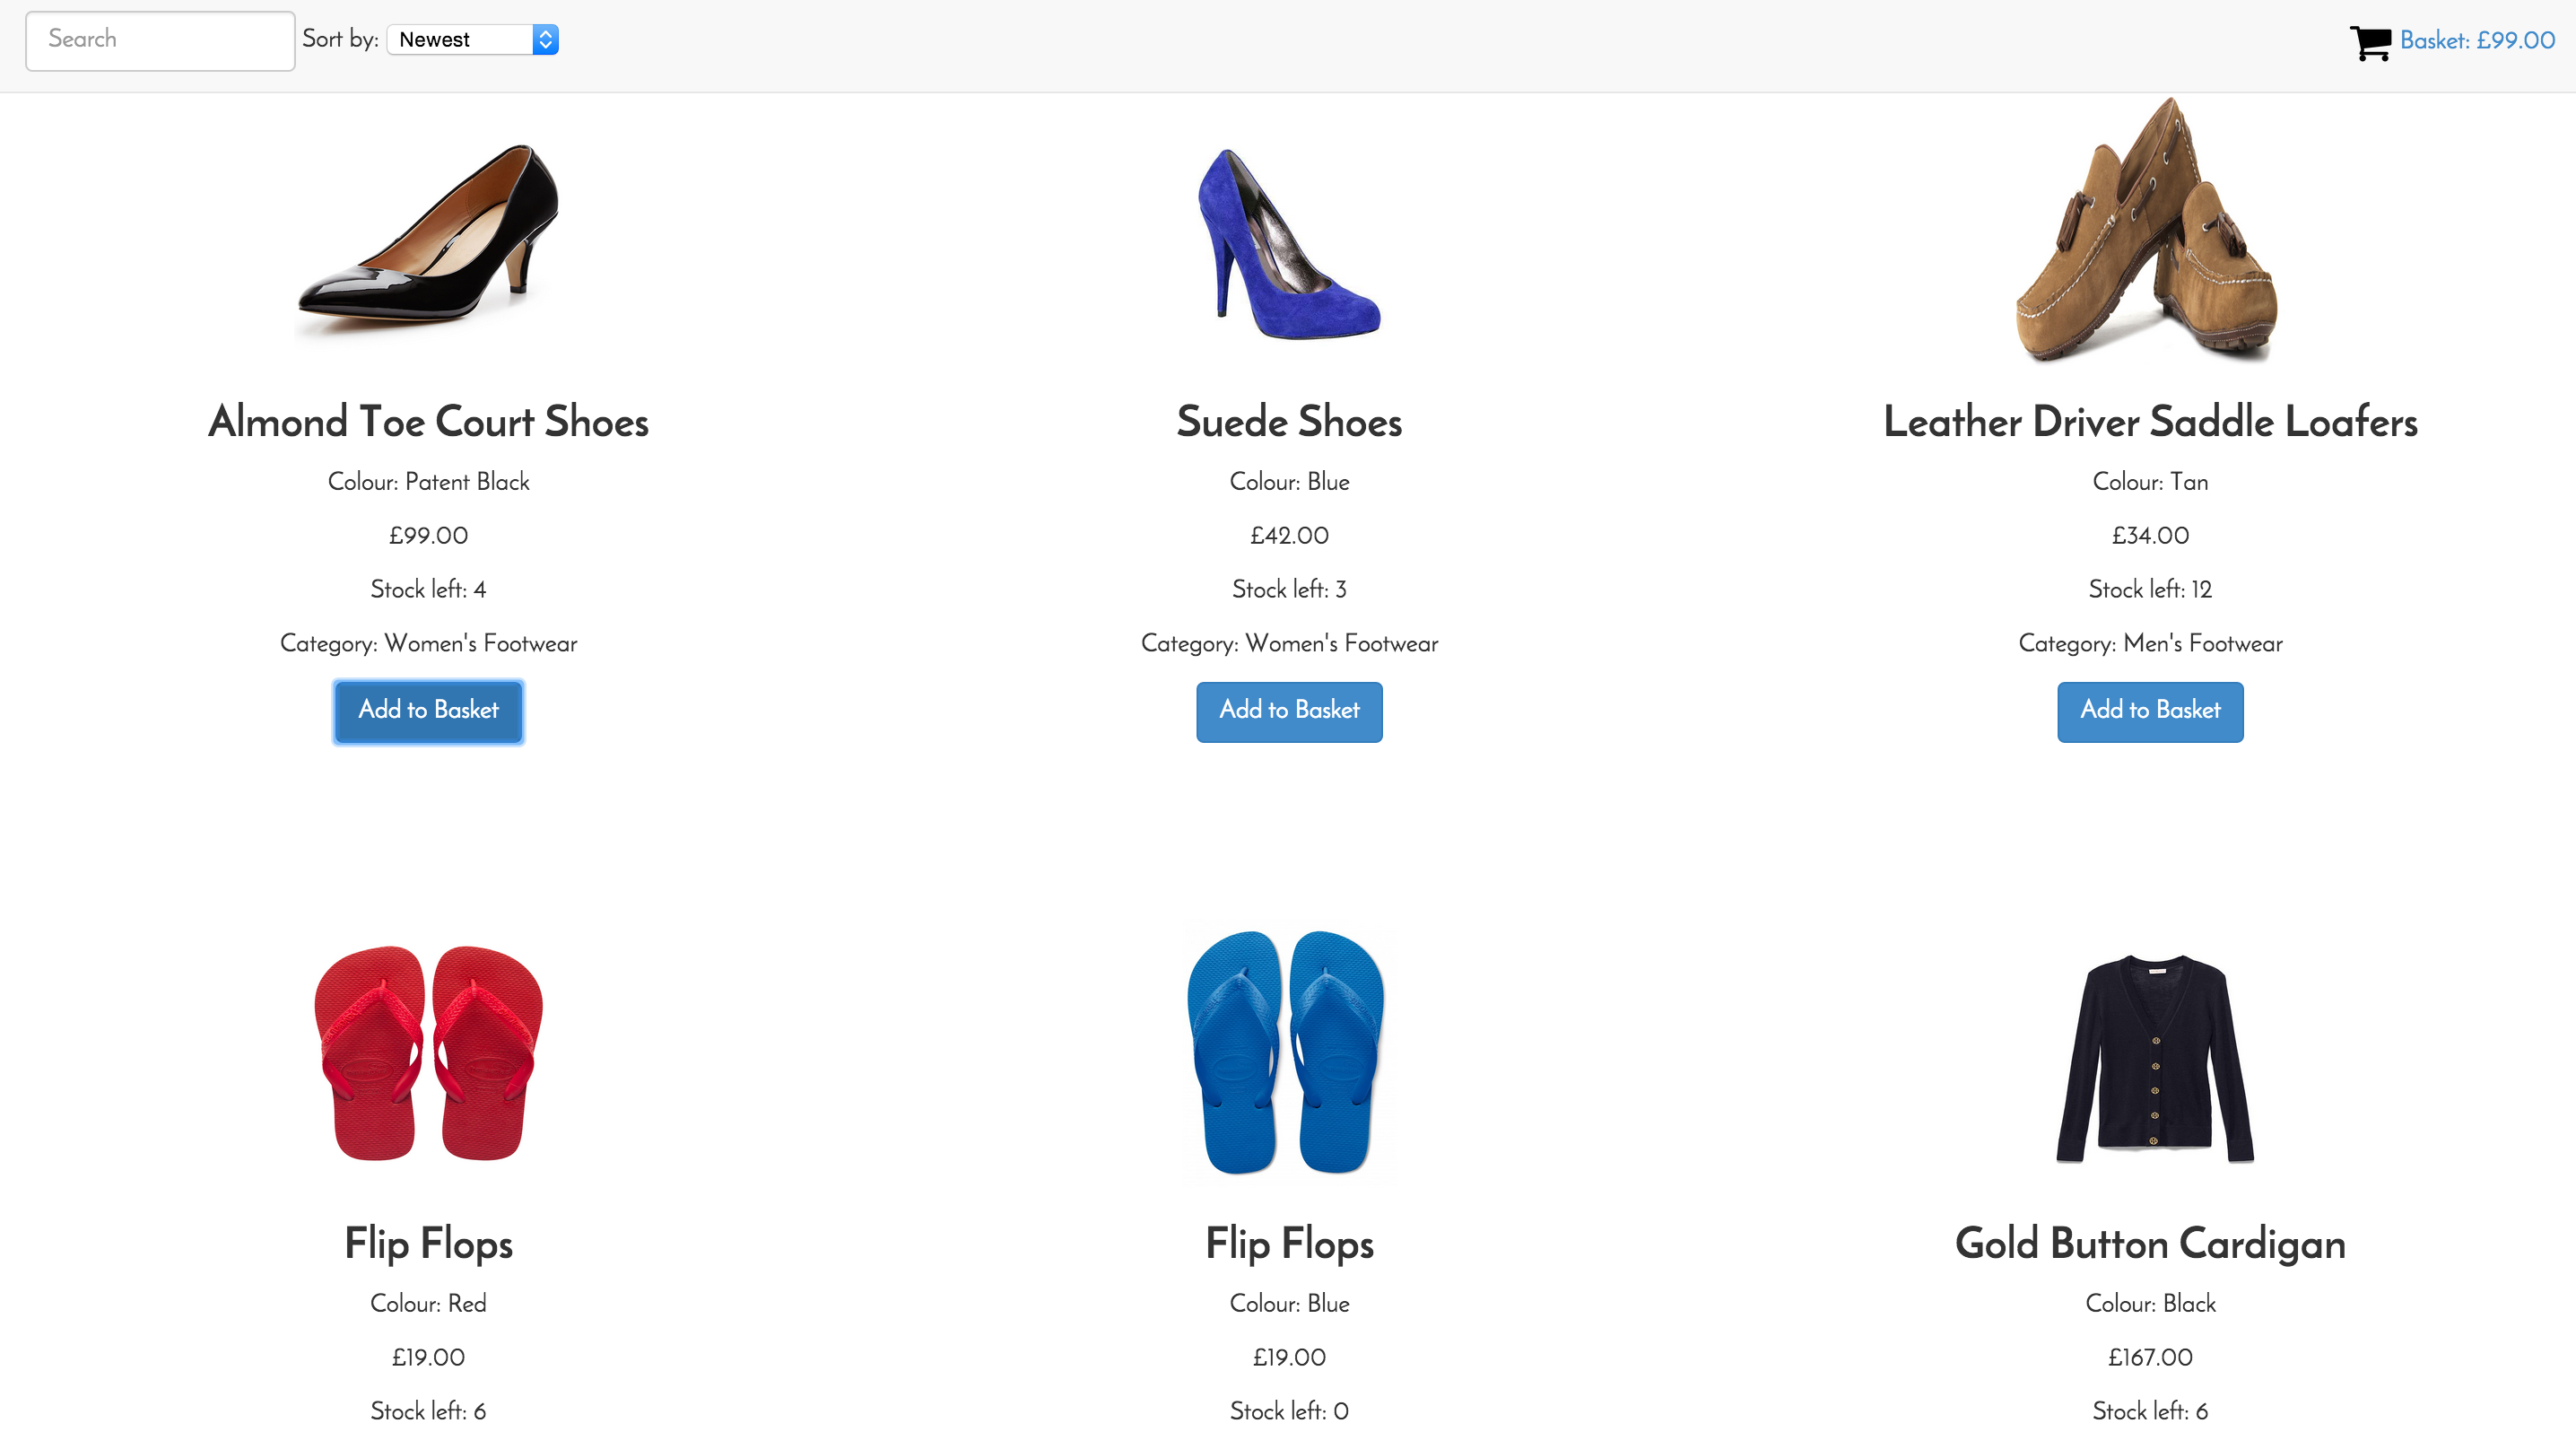 Search
Sort by: Newest
Basket: £99.00
Almond Toe Court Shoes
Colour: Patent Black
£99.00
Stock left: 4
Category: Women's Footwear
Add to Basket
Suede Shoes
Colour: Blue
£42.00
Stock left: 3
Category: Women's Footwear
Add to Basket
Leather Driver Saddle Loafers
Colour: Tan
£34.00
Stock left: 12
Category: Men's Footwear
Add to Basket
Flip Flops
Colour: Red
£19.00
Stock left: 6
Flip Flops
Colour: Blue
£19.00
Stock left: 0
Gold Button Cardigan
Colour: Black
£167.00
Stock left: 6